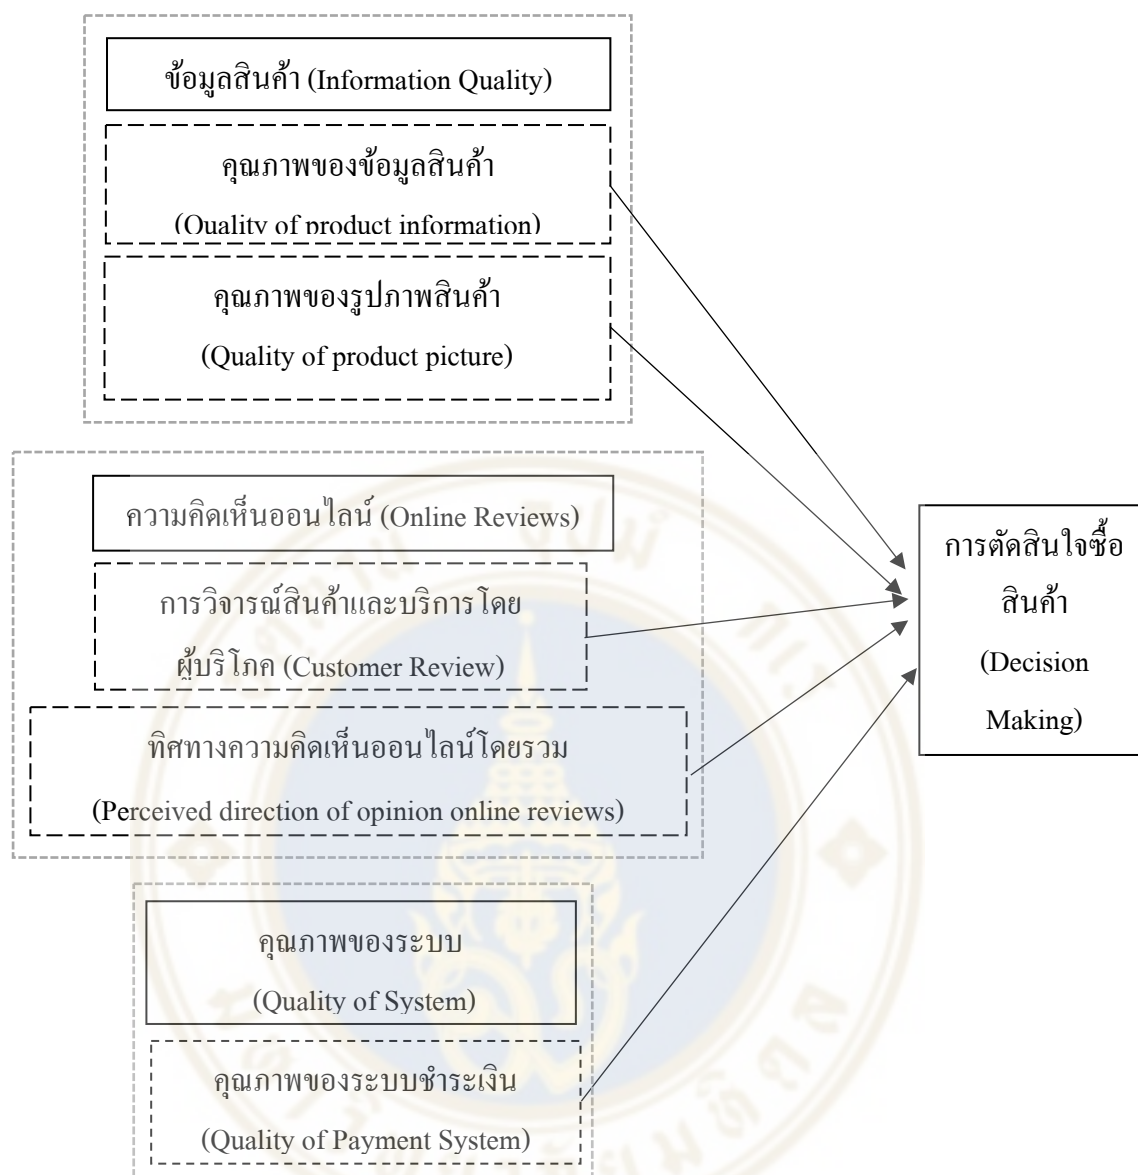 ข้อมูลสินค้า (Information Quality)
คุณภาพของข้อมูลสินค้า
(Quality of product information)
คุณภาพของรูปภาพสินค้า
(Quality of product picture)
ความคิดเห็นออนไลน์ (Online Reviews)
การวิจารณ์สินค้าและบริการโดย
ผู้บริโภค (Customer Review)
ทิศทางความคิดเห็นออนไลน์โดยรวม
(Perceived direction of opinion online reviews)
คุณภาพของระบบ
(Quality of System)
คุณภาพของระบบชำระเงิน
(Quality of Payment System)
การตัดสินใจซื้อ
สินค้า
(Decision
Making)